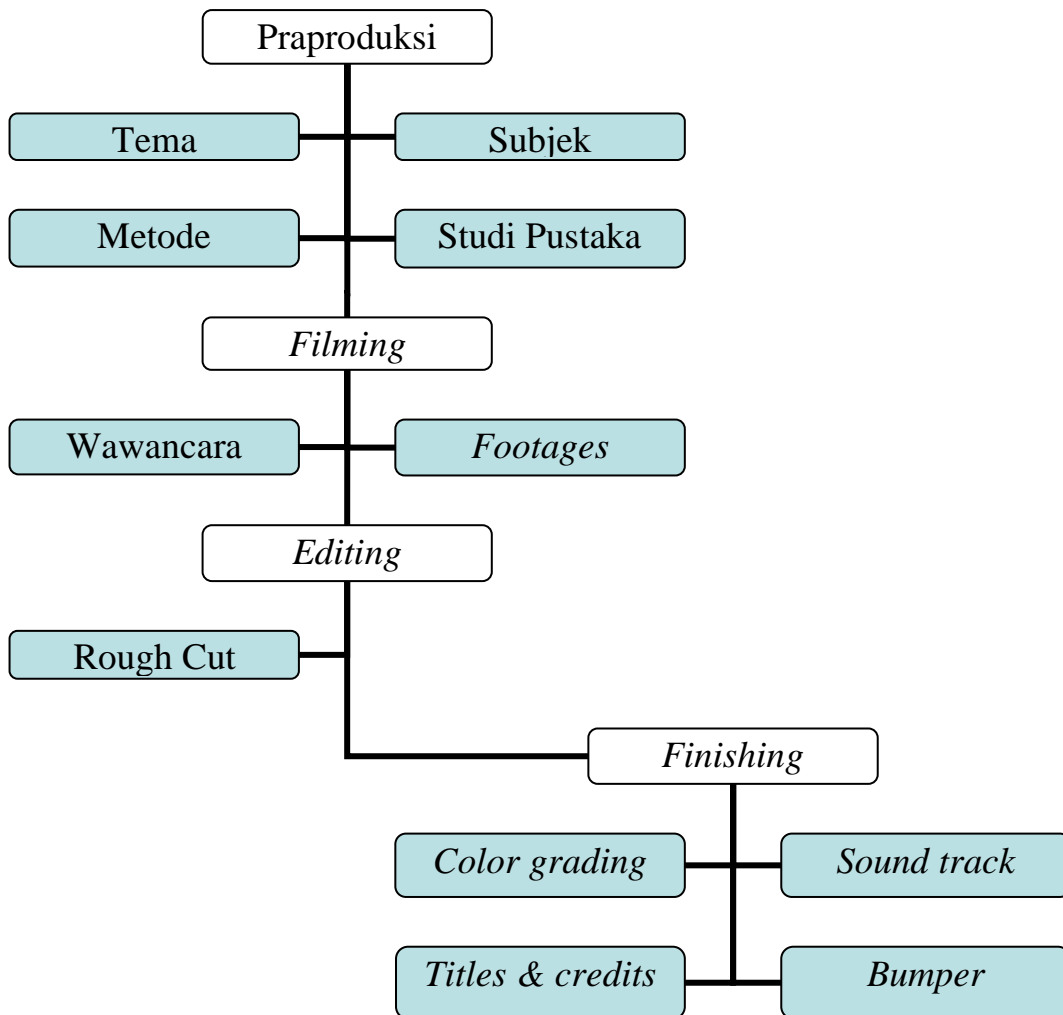 Praproduksi
Tema
Subjek
Metode
Studi Pustaka
Filming
Wawancara
Footages
Editing
Rough Cut
Finishing
Color grading
Sound track
Titles & credits
Bumper